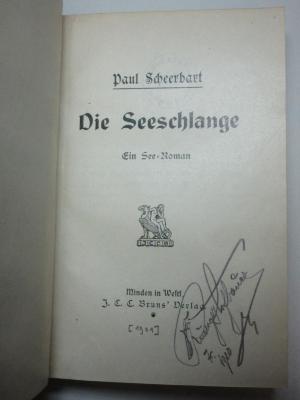 Paul Scheerbart
Die Seeschlange
Ein See-Roman
J.C.C.B.
Minden in Westf.
J. C. C. Bruns' Verlag
[1901]